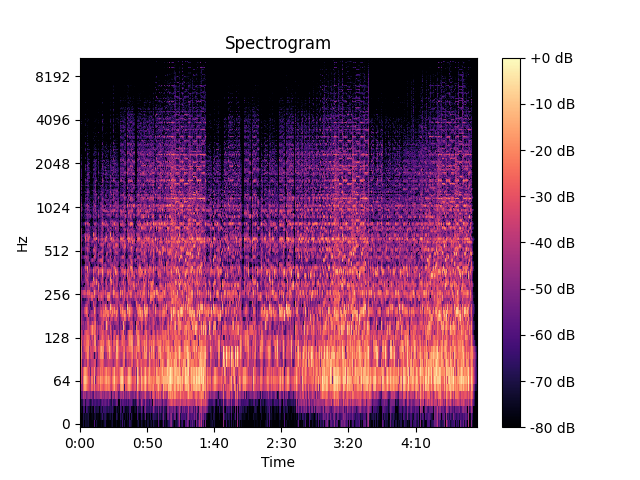 Spectrogram
Hz
8192
4096
2048
1024
512
256
128
64
0
0:00 0:50 1:40 2:30 3:20 4:10
Time
+0 dB
-10 dB
-20 dB
-30 dB
-40 dB
-50 dB
-60 dB
-70 dB
-80 dB